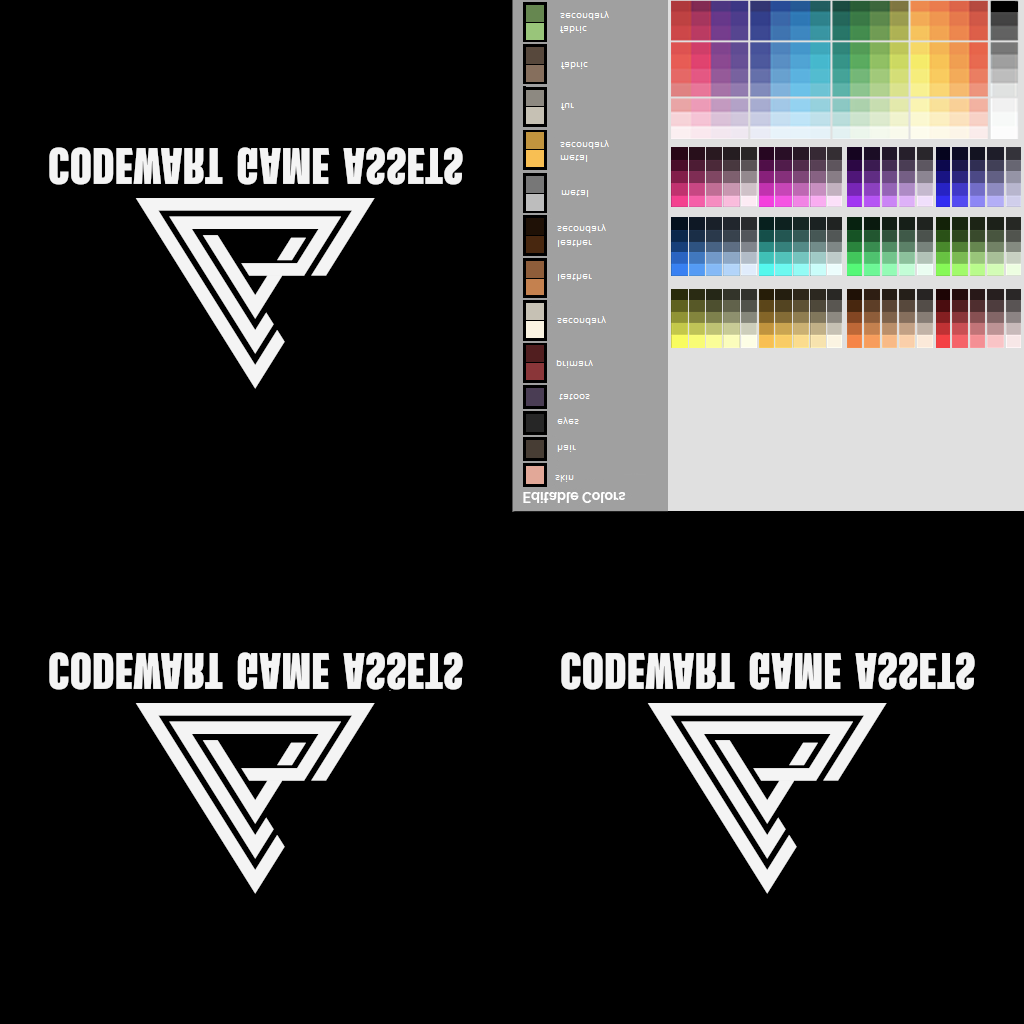 CODEWART GAME ASSETS
secondary
fabric
fabric
fur
secondary
metal
metal
secondary
leather
leather
secondary
primary
tatoos
eyes
hair
skin
Editable Colors
CODEWART GAME ASSETS
CODEWART GAME ASSETS